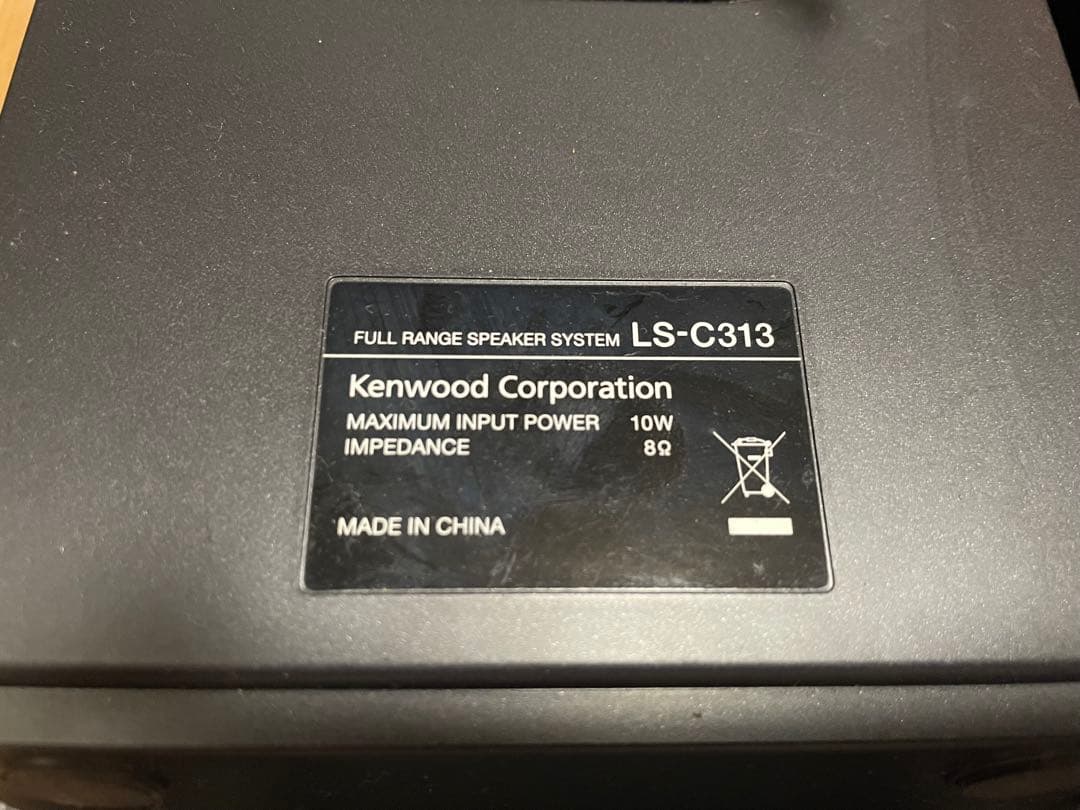 FULL RANGE SPEAKER SYSTEM LS-C313
Kenwood Corporation
MAXIMUM INPUT POWER 10W
IMPEDANCE 8Ω
MADE IN CHINA